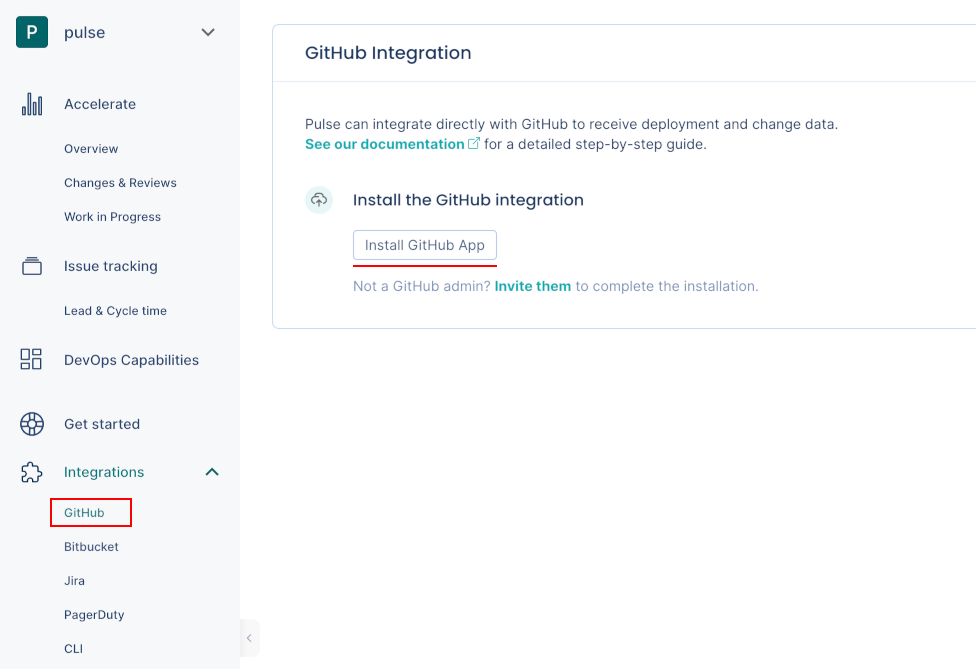 P
pulse
Accelerate
Overview
Changes & Reviews
Work in Progress
Issue tracking
Lead & Cycle time
DevOps Capabilities
Get started
Integrations
GitHub
Bitbucket
Jira
PagerDuty
CLI
GitHub Integration
Pulse can integrate directly with GitHub to receive deployment and change data.
See our documentation for a detailed step-by-step guide.
Install the GitHub integration
Install GitHub App
Not a GitHub admin? Invite them to complete the installation.